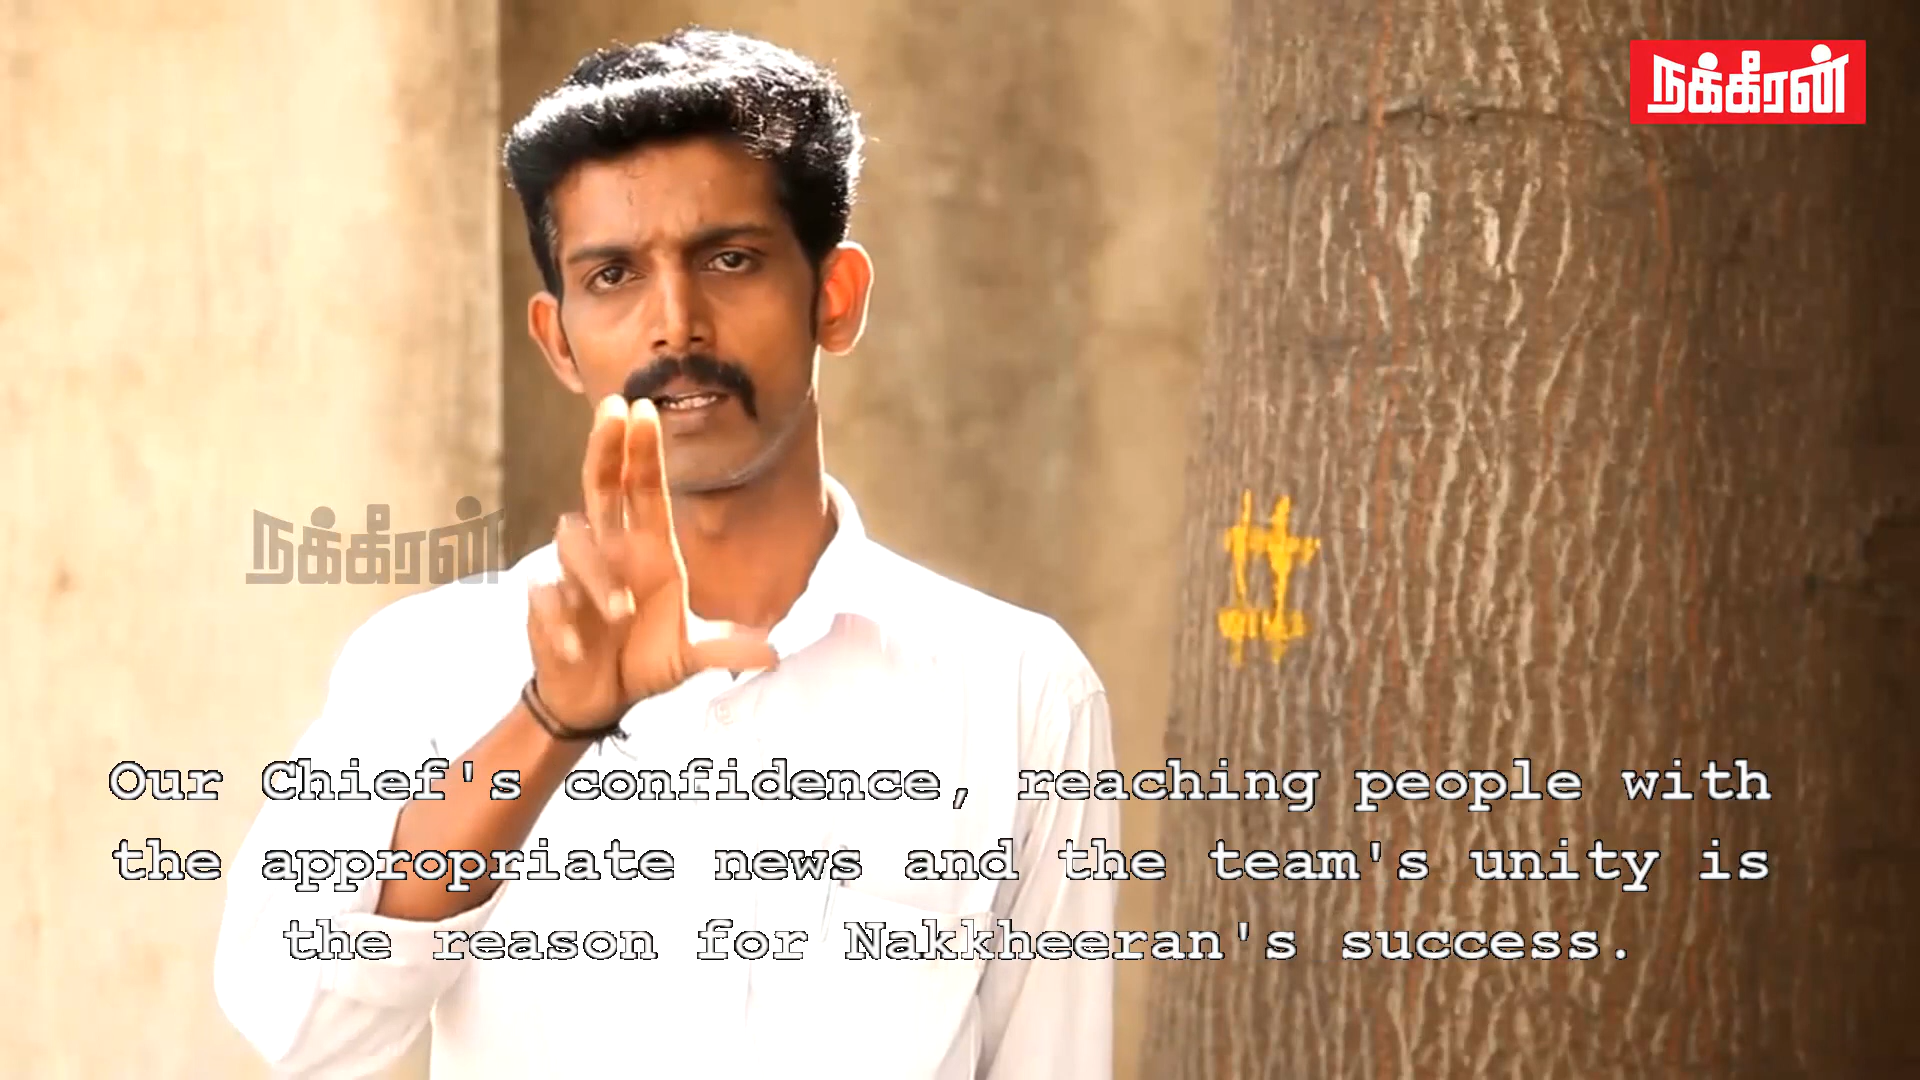 நக்கீரன்
நக்கீரன்
Our Chief's confidence, reaching people with
the appropriate news and the team's unity is
the reason for Nakkheeran's success.